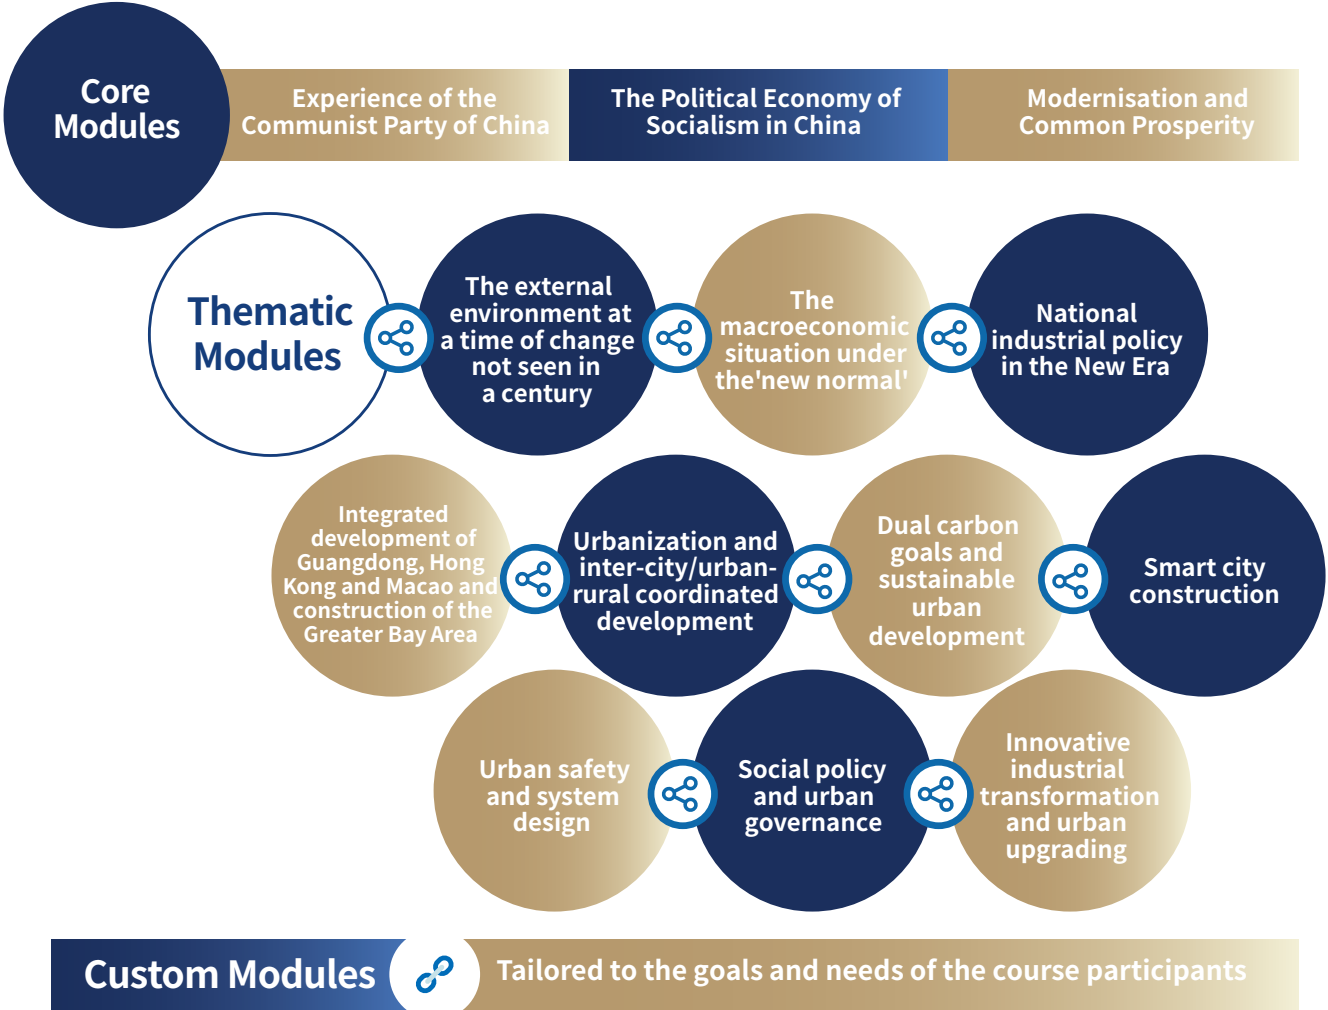 Core
Modules
Experience of the
Communist Party of China
The Political Economy of
Socialism in China
Modernisation and
Common Prosperity
Thematic
Modules
The external
environment at
a time of change
not seen in
a century
The
macroeconomic
situation under
the'new normal'
National
industrial policy
in the New Era
Integrated
development of
Guangdong, Hong
Kong and Macao and
construction of the
Greater Bay Area
Urbanization and
inter-city/urban-
rural coordinated
development
Dual carbon
goals and
sustainable
urban
development
Smart city
construction
Urban safety
and system
design
Social policy
and urban
governance
Innovative
industrial
transformation
and urban
upgrading
Custom Modules
Tailored to the goals and needs of the course participants